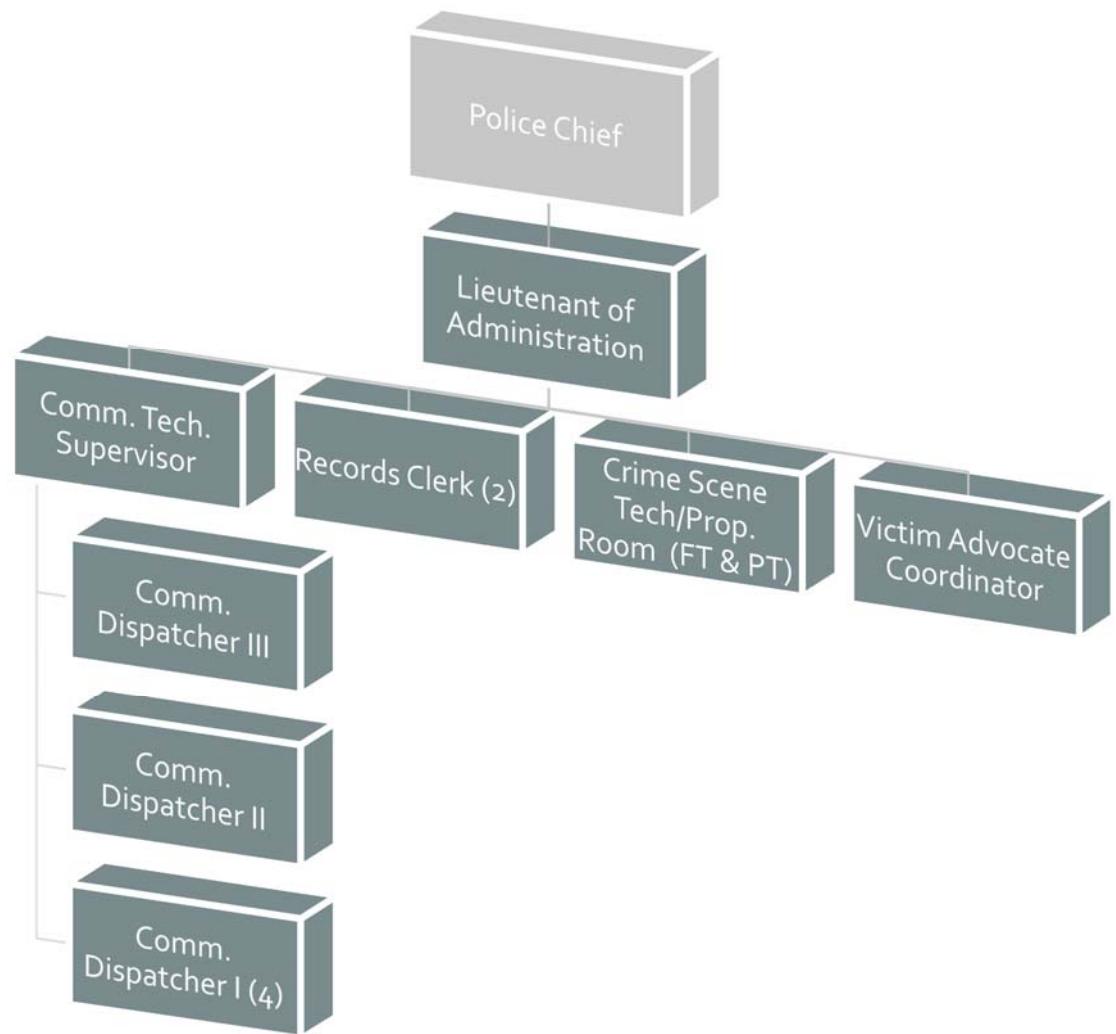 Police Chief
Lieutenant of
Administration
Comm. Tech.
Supervisor
Records Clerk (2)
Crime Scene
Tech/Prop.
Room (FT & PT)
Victim Advocate
Coordinator
Comm.
Dispatcher III
Comm.
Dispatcher II
Comm.
Dispatcher I (4)